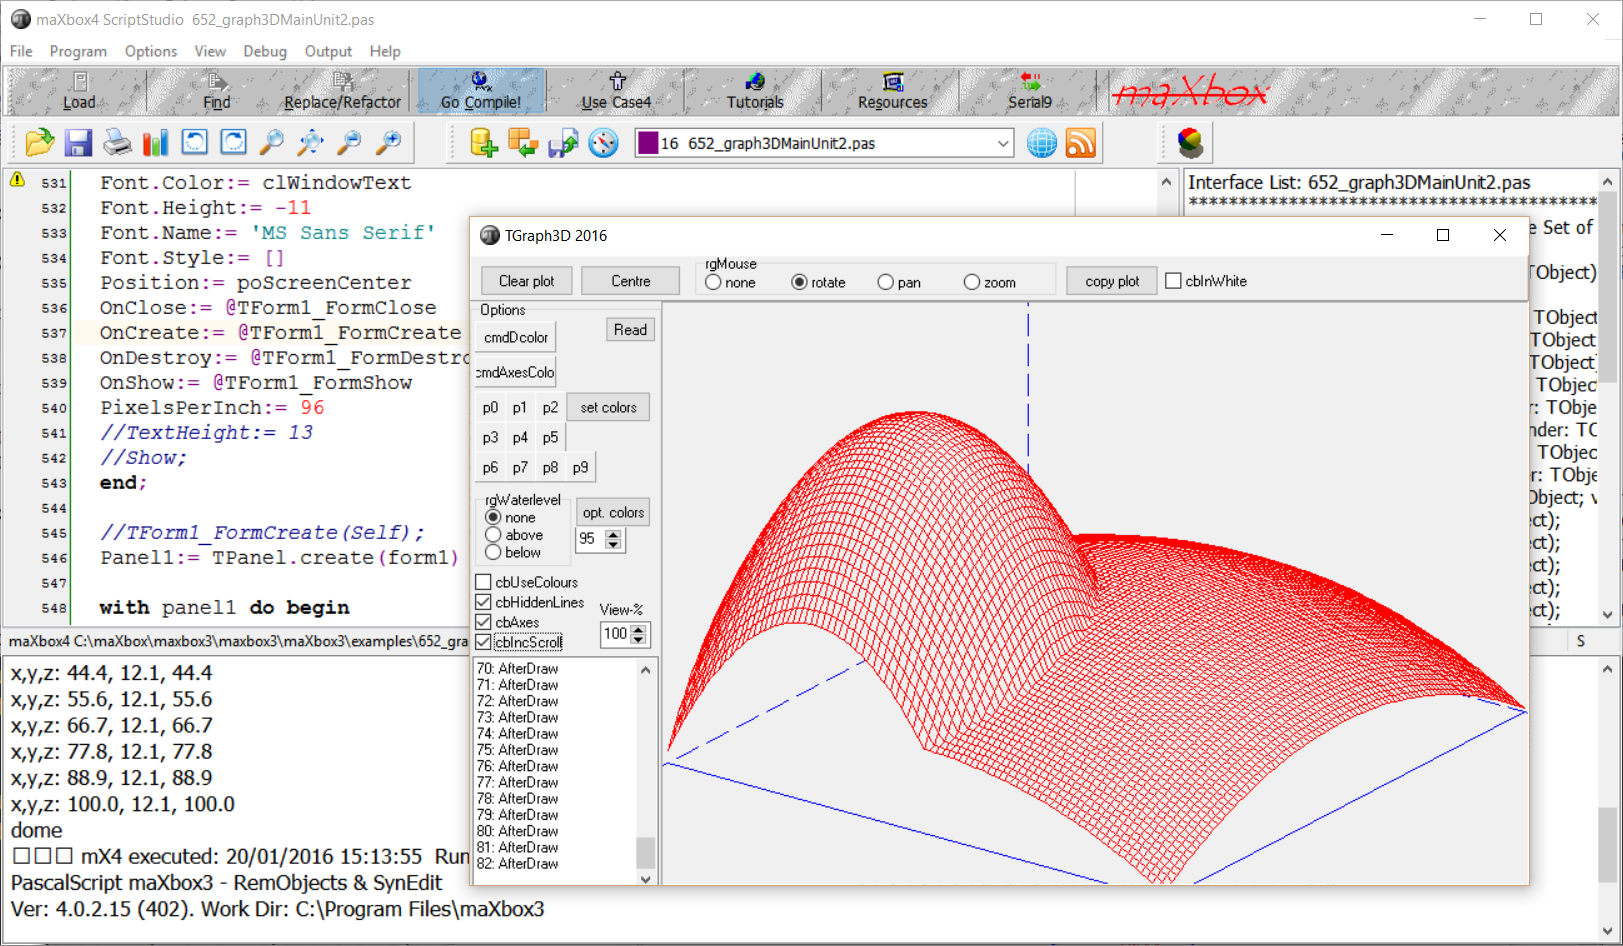 maXbox4 ScriptStudio 652_graph3DMainUnit2.pas
File Program Options View Debug Output Help
Load Find Replace/Refactor Go Compile! Use Case4 Tutorials Resources Serial9 maXbox
16 652_graph3DMainUnit2.pas
531 Font.Color:= clWindowText
532 Font.Height:= -11
533 Font.Name:= 'MS Sans Serif'
534 Font.Style:= []
535 Position:= poScreenCenter
536 OnClose:= @TForm1_FormClose
537 OnCreate:= @TForm1_FormCreate
538 OnDestroy:= @TForm1_FormDestro
539 OnShow:= @TForm1_FormShow
540 PixelsPerInch:= 96
541 //TextHeight:= 13
542 //Show;
543 end;
544
545 //TForm1_FormCreate(Self);
546 Panel1:= TPanel.create(form1)
547
548 with panel1 do begin
Interface List: 652_graph3DMainUnit2.pas
******************************************
e Set of
TObject)
TObject
TObject
TObject)
TObjec
r: TObje
nder: TC
TObject
r: TObje
Object; v
ect);
ect);
ect);
ect);
ect);
TGraph3D 2016
Clear plot Centre
rgMouse
none rotate pan zoom
copy plot cbInWhite
Options
cmdDcolor Read
cmdAxesColo
p0 p1 p2 set colors
p3 p4 p5
p6 p7 p8 p9
rgWaterlevel
none
above
below
opt. colors
95
cbUseColours
cbHiddenLines
cbAxes
cbIncScroll
View-%
100
70: AfterDraw
71: AfterDraw
72: AfterDraw
73: AfterDraw
74: AfterDraw
75: AfterDraw
76: AfterDraw
77: AfterDraw
78: AfterDraw
79: AfterDraw
80: AfterDraw
81: AfterDraw
82: AfterDraw
maXbox4 C:\maXbox\maxbox3\maxbox3\maXbox3\examples\652_gra
S
x,y,z: 44.4, 12.1, 44.4
x,y,z: 55.6, 12.1, 55.6
x,y,z: 66.7, 12.1, 66.7
x,y,z: 77.8, 12.1, 77.8
x,y,z: 88.9, 12.1, 88.9
x,y,z: 100.0, 12.1, 100.0
dome
□□□ mX4 executed: 20/01/2016 15:13:55 Run
PascalScript maXbox3 - RemObjects & SynEdit
Ver: 4.0.2.15 (402). Work Dir: C:\Program Files\maXbox3